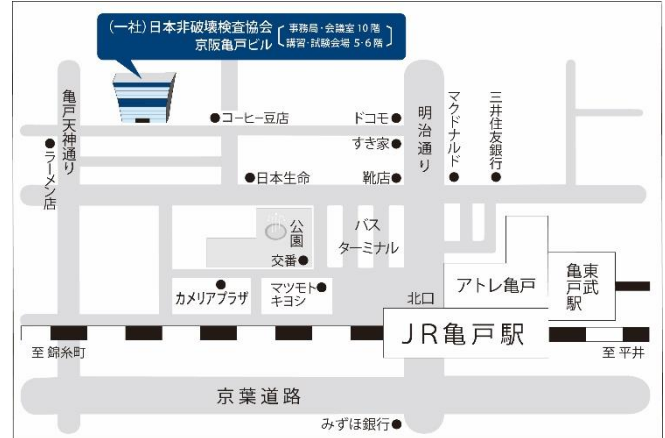 (一社)日本非破壊検査協会
京阪亀戸ビル
事務局・会議室10階
講習・試験会場 5・6階
亀戸天神通り
ラーメン店
コーヒー豆店
日本生命
ドコモ
すき家
靴店
明治通り
マクドナルド
三井住友銀行
公園
交番
バス
ターミナル
カメリアプラザ
マツモト
キヨシ
北口
アトレ亀戸
東武
亀戸駅
JR亀戸駅
至 錦糸町
至 平井
京葉道路
みずほ銀行